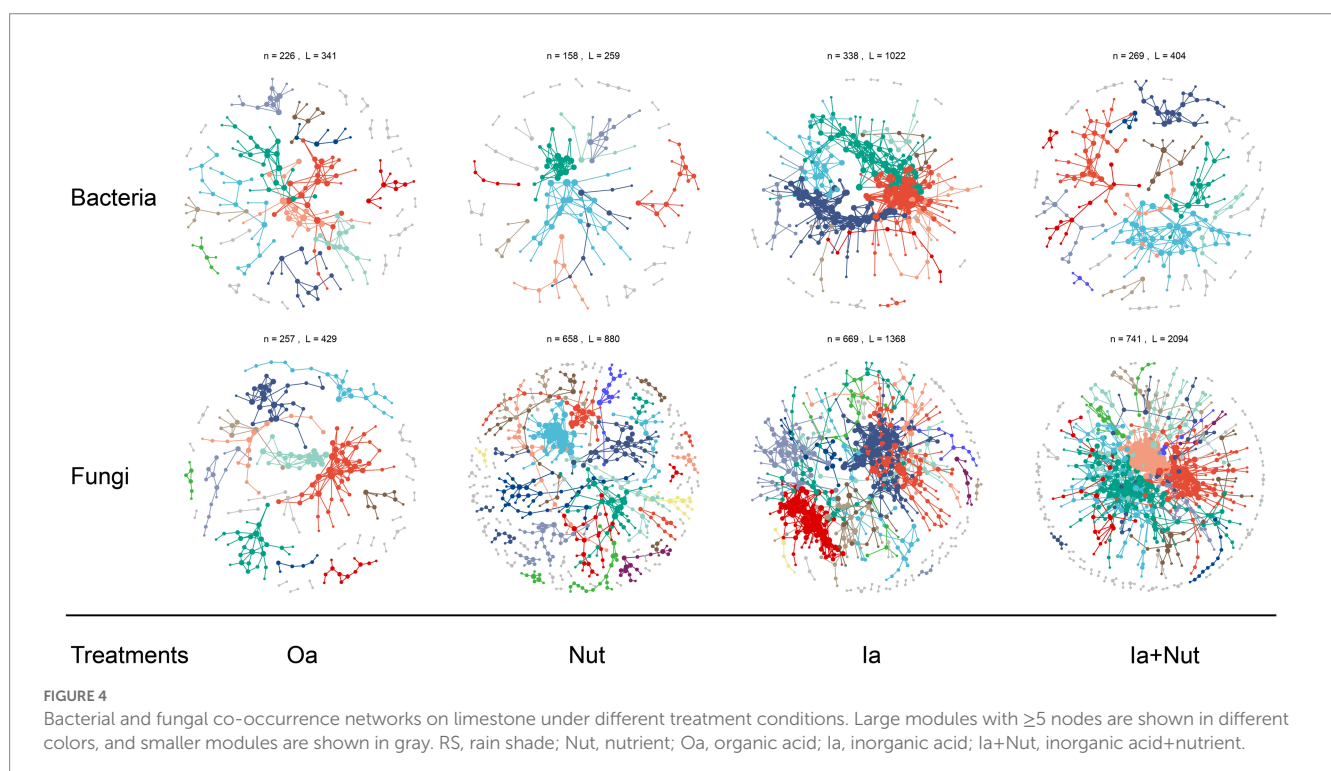 n = 226 , L = 341
n = 158 , L = 259
n = 338 , L = 1022
n = 269 , L = 404
Bacteria
n = 257 , L = 429
n = 658 , L = 880
n = 669 , L = 1368
n = 741 , L = 2094
Fungi
Treatments Oa Nut Ia Ia+Nut
FIGURE 4
Bacterial and fungal co-occurrence networks on limestone under different treatment conditions. Large modules with ≥5 nodes are shown in different
colors, and smaller modules are shown in gray. RS, rain shade; Nut, nutrient; Oa, organic acid; Ia, inorganic acid; Ia+Nut, inorganic acid+nutrient.